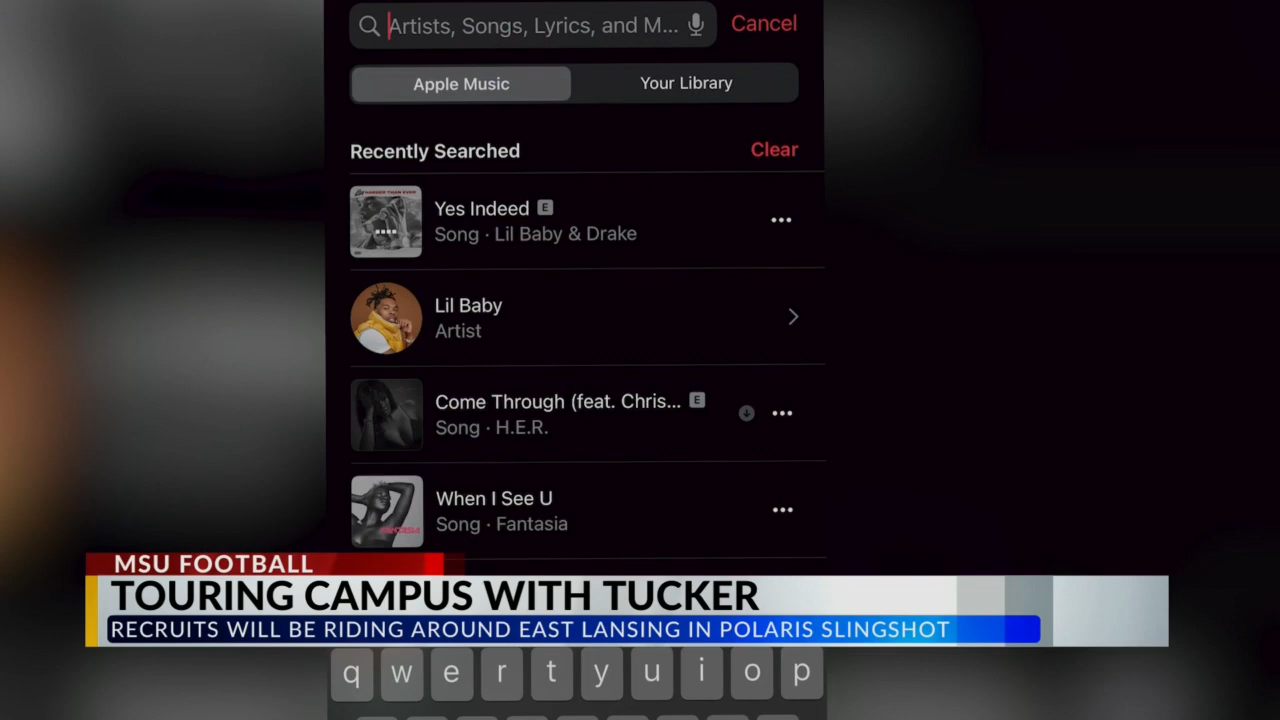 Artists, Songs, Lyrics, and M...
Cancel
Apple Music
Your Library
Recently Searched
Clear
Yes Indeed E
Song · Lil Baby & Drake
Lil Baby
Artist
Come Through (feat. Chris... E
Song · H.E.R.
When I See U
Song · Fantasia
MSU FOOTBALL
TOURING CAMPUS WITH TUCKER
RECRUITS WILL BE RIDING AROUND EAST LANSING IN POLARIS SLINGSHOT
q w e r t y u i o p